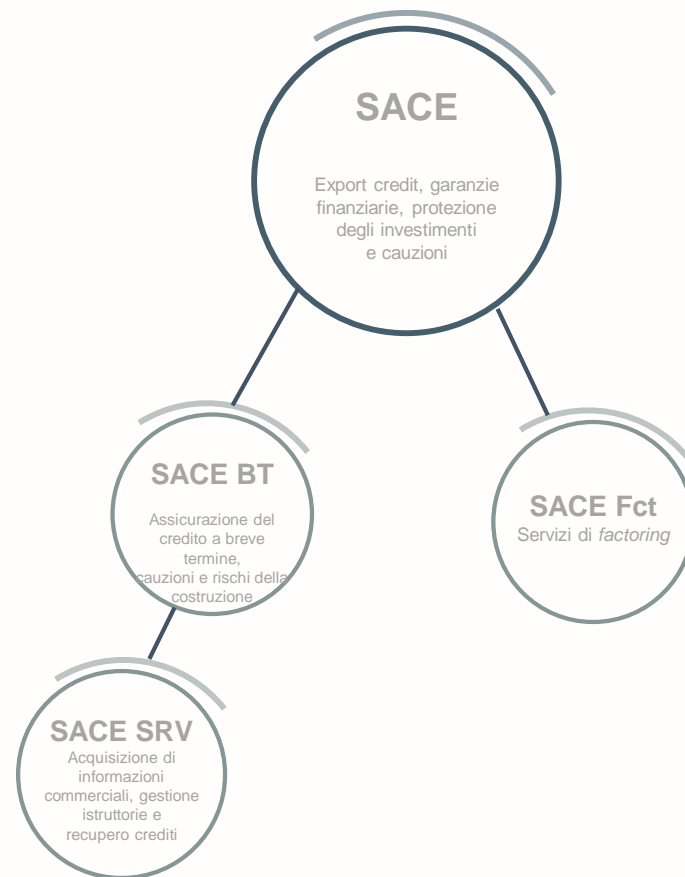 SACE
Export credit, garanzie
finanziarie, protezione
degli investimenti
e cauzioni
SACE BT
Assicurazione del
credito a breve
termine,
cauzioni e rischi della
costruzione
SACE Fct
Servizi di factoring
SACE SRV
Acquisizione di
informazioni
commerciali, gestione
istruttorie e
recupero crediti